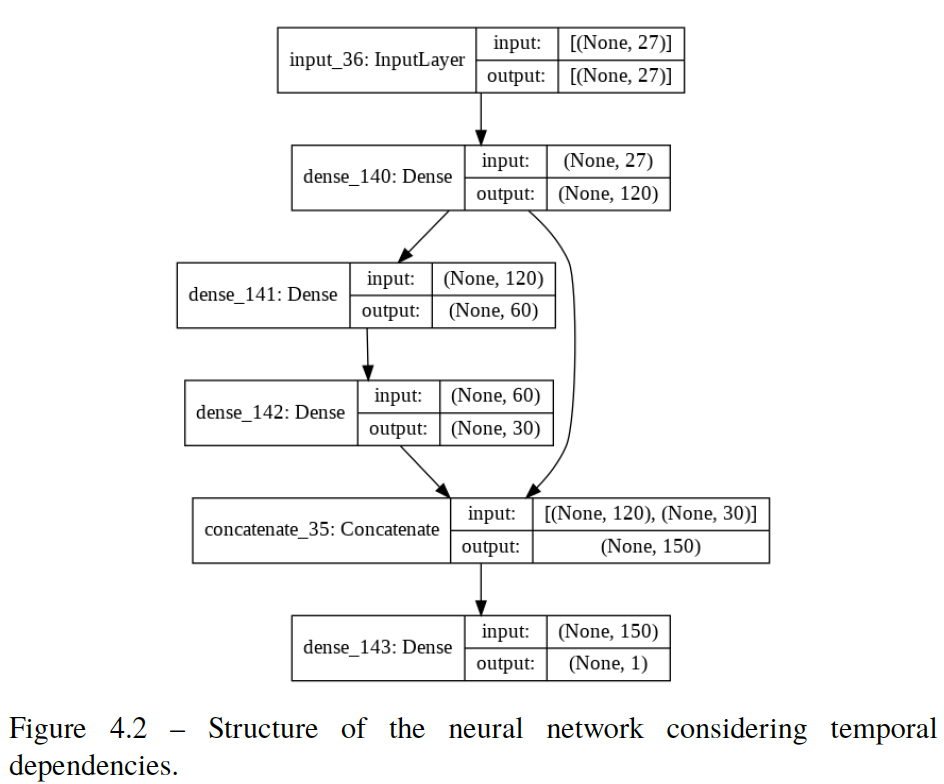 input_36: InputLayer
input: [(None, 27)]
output: [(None, 27)]
dense_140: Dense
input: (None, 27)
output: (None, 120)
dense_141: Dense
input: (None, 120)
output: (None, 60)
dense_142: Dense
input: (None, 60)
output: (None, 30)
concatenate_35: Concatenate
input: [(None, 120), (None, 30)]
output: (None, 150)
dense_143: Dense
input: (None, 150)
output: (None, 1)
Figure 4.2 – Structure of the neural network considering temporal
dependencies.